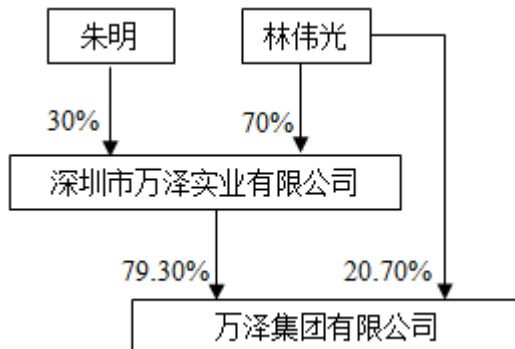 朱明
林伟光
30%
70%
深圳市万泽实业有限公司
79.30%
20.70%
万泽集团有限公司